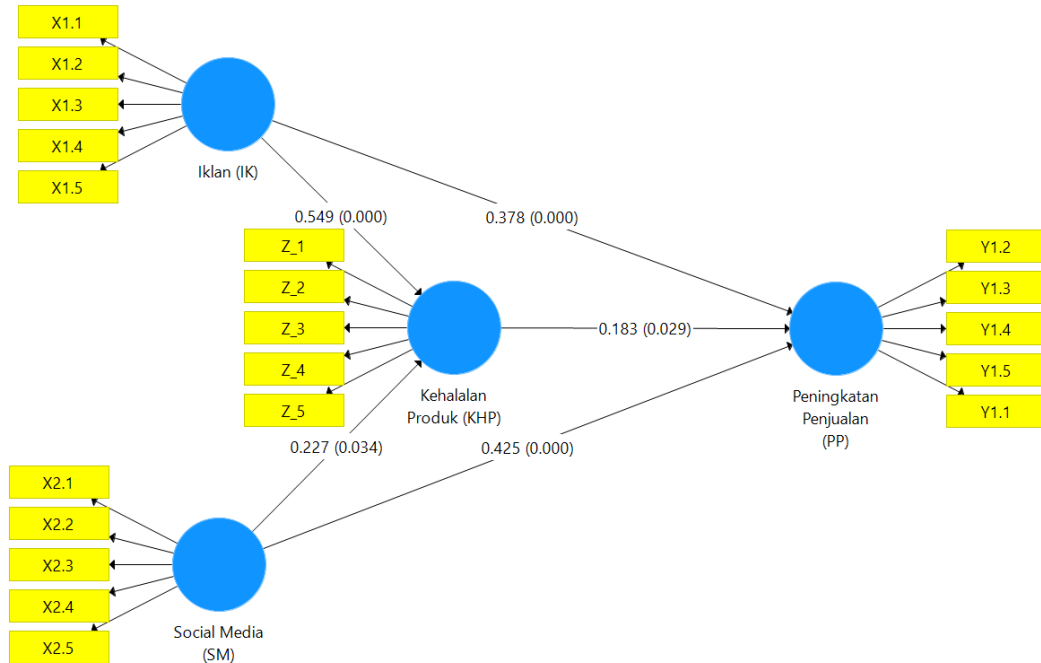 X1.1
X1.2
X1.3
X1.4
X1.5
Iklan (IK)
0.549 (0.000)
0.378 (0.000)
Z_1
Z_2
Z_3
Z_4
Z_5
Kehalalan
Produk (KHP)
0.183 (0.029)
Y1.2
Y1.3
Y1.4
Y1.5
Y1.1
Peningkatan
Penjualan
(PP)
0.227 (0.034)
0.425 (0.000)
X2.1
X2.2
X2.3
X2.4
X2.5
Social Media
(SM)